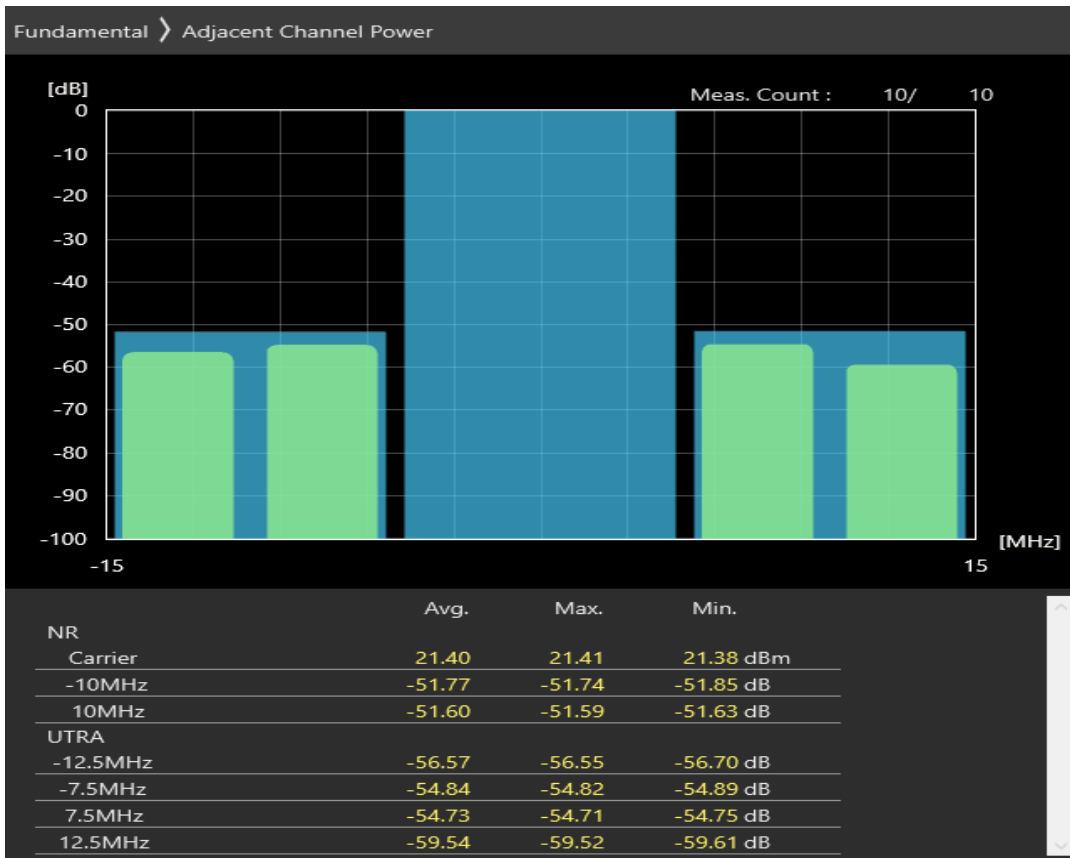 Fundamental 〉 Adjacent Channel Power
[dB]
Meas. Count : 10/ 10
0
-10
-20
-30
-40
-50
-60
-70
-80
-90
-100
[MHz]
-15 15
Avg. Max. Min.
NR
Carrier 21.40 21.41 21.38 dBm
-10MHz -51.77 -51.74 -51.85 dB
10MHz -51.60 -51.59 -51.63 dB
UTRA
-12.5MHz -56.57 -56.55 -56.70 dB
-7.5MHz -54.84 -54.82 -54.89 dB
7.5MHz -54.73 -54.71 -54.75 dB
12.5MHz -59.54 -59.52 -59.61 dB